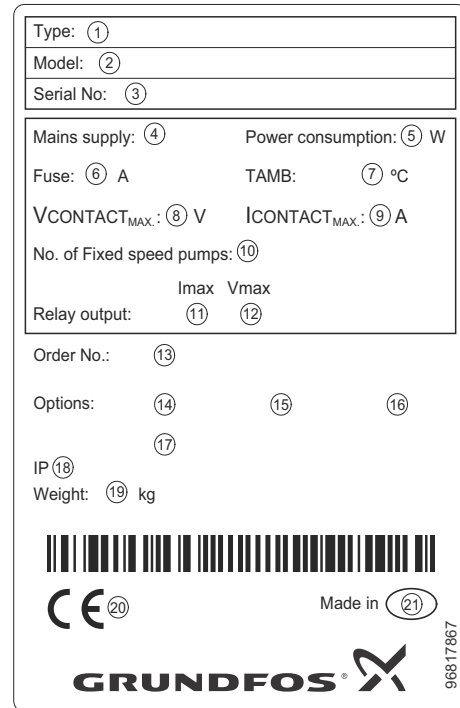 Type: 1
Model: 2
Serial No: 3
Mains supply: 4 Power consumption: 5 W
Fuse: 6 A TAMB: 7 ºC
VCONTACTMAX.: 8 V ICONTACTMAX.: 9 A
No. of Fixed speed pumps: 10
Imax Vmax
Relay output: 11 12
Order No.: 13
Options: 14 15 16
17
IP 18
Weight: 19 kg
CE 20 Made in 21
96817867
GRUNDFOS